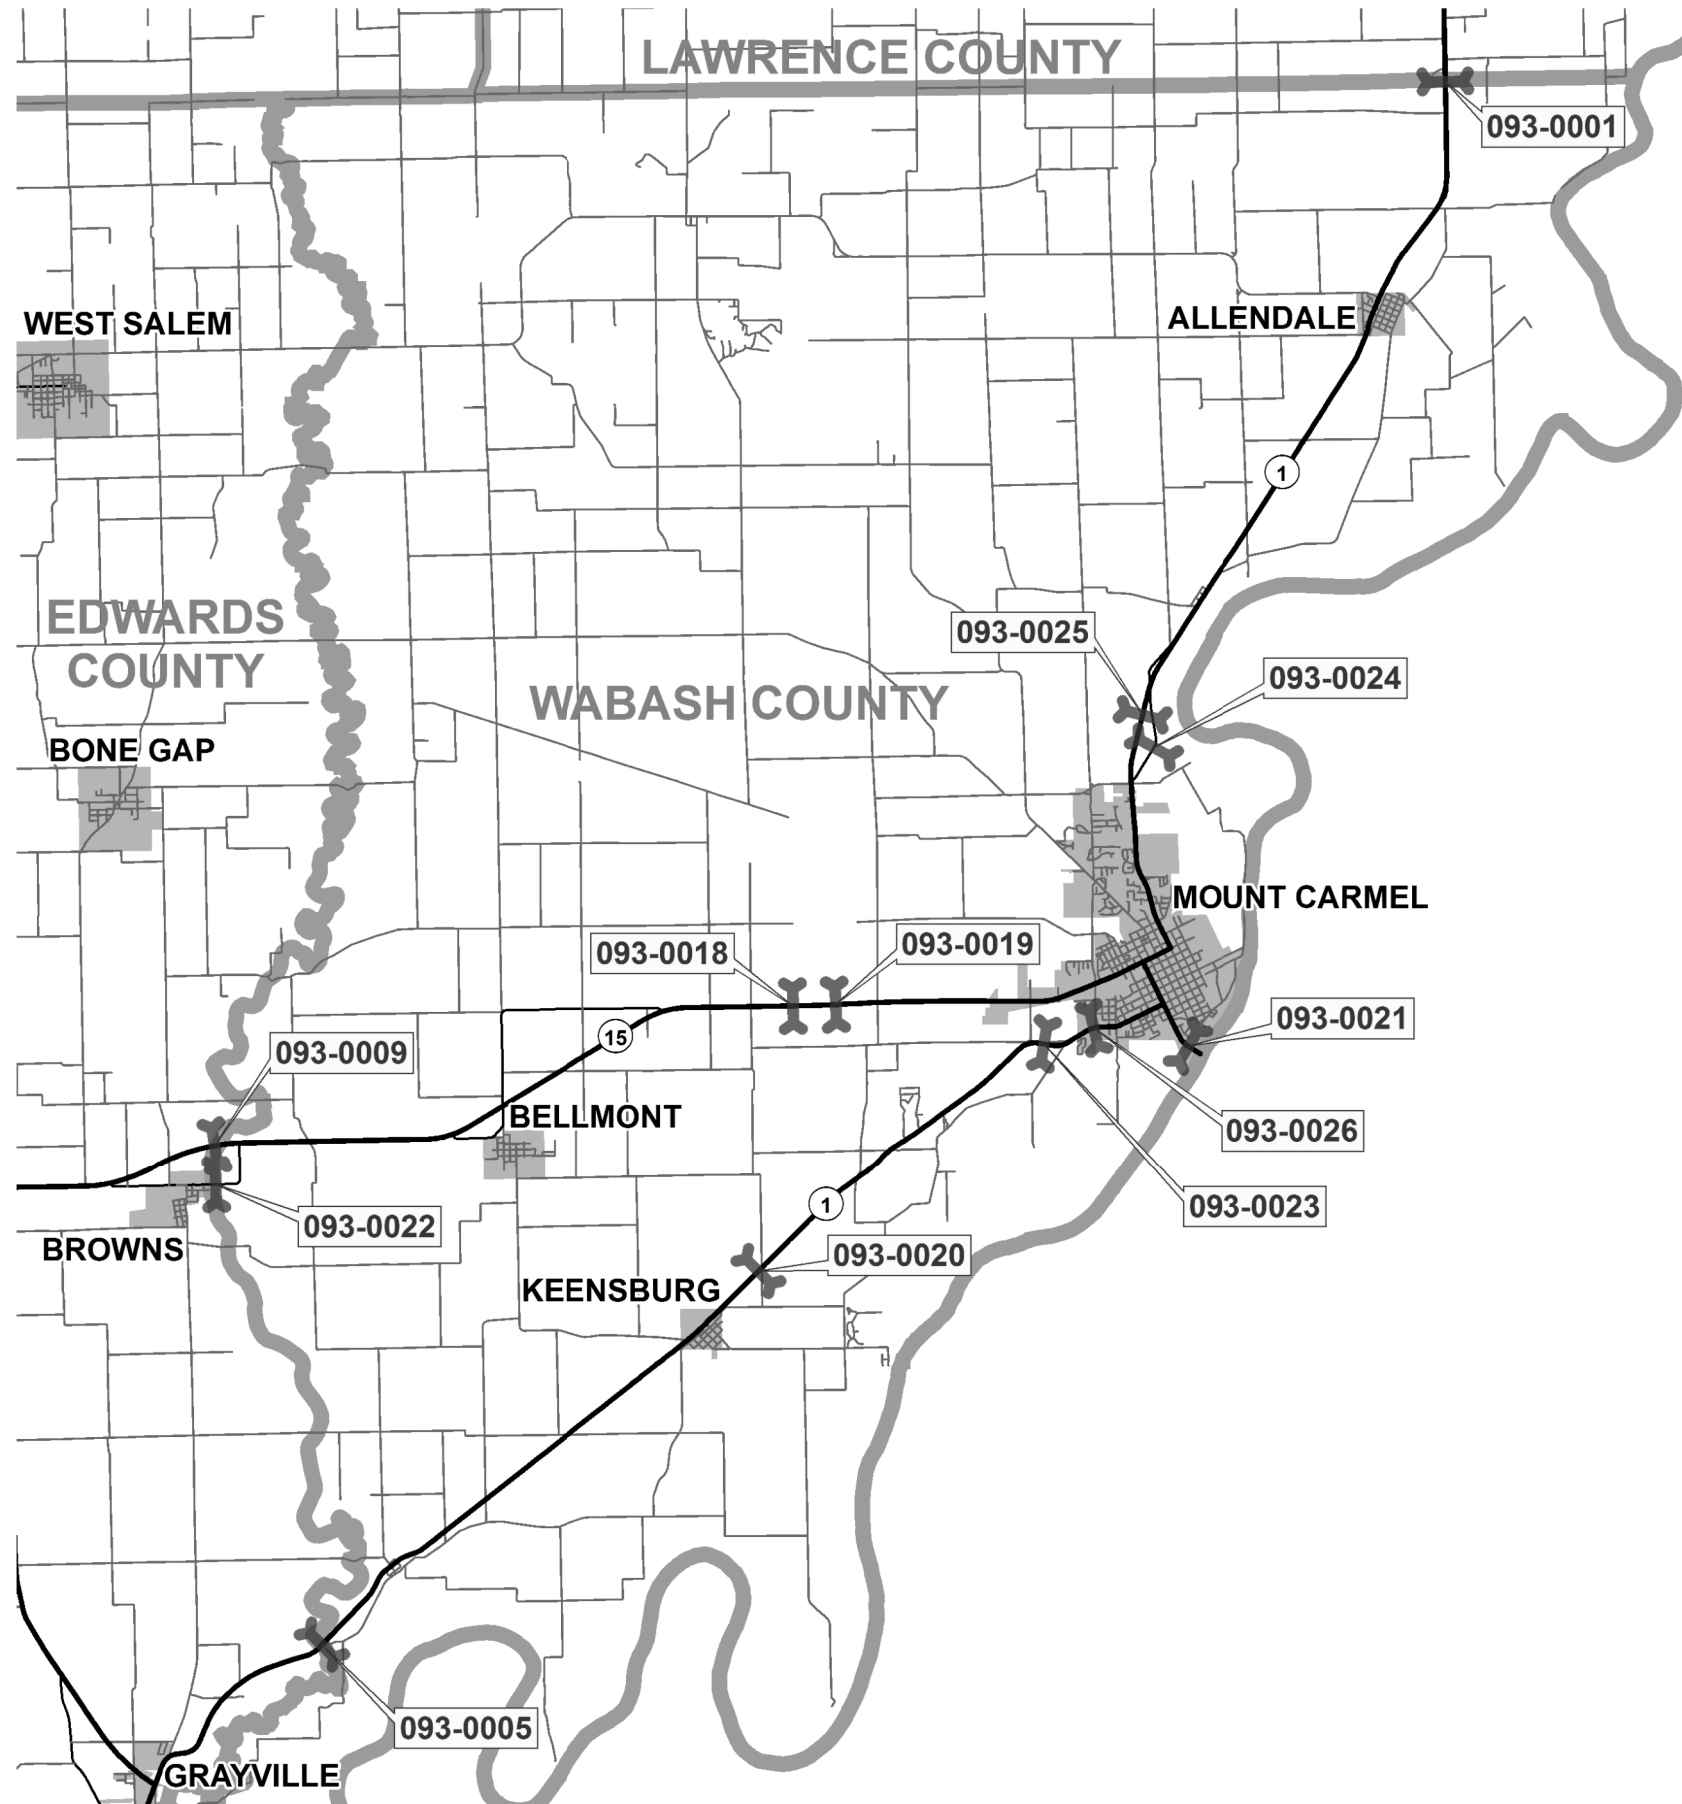 LAWRENCE COUNTY
093-0001
WEST SALEM
ALLENDALE
1
EDWARDS
COUNTY
093-0025
093-0024
WABASH COUNTY
BONE GAP
MOUNT CARMEL
093-0018
093-0019
093-0021
15
093-0009
BELLMONT
093-0026
1
093-0023
093-0022
BROWNS
093-0020
KEENSBURG
093-0005
GRAYVILLE